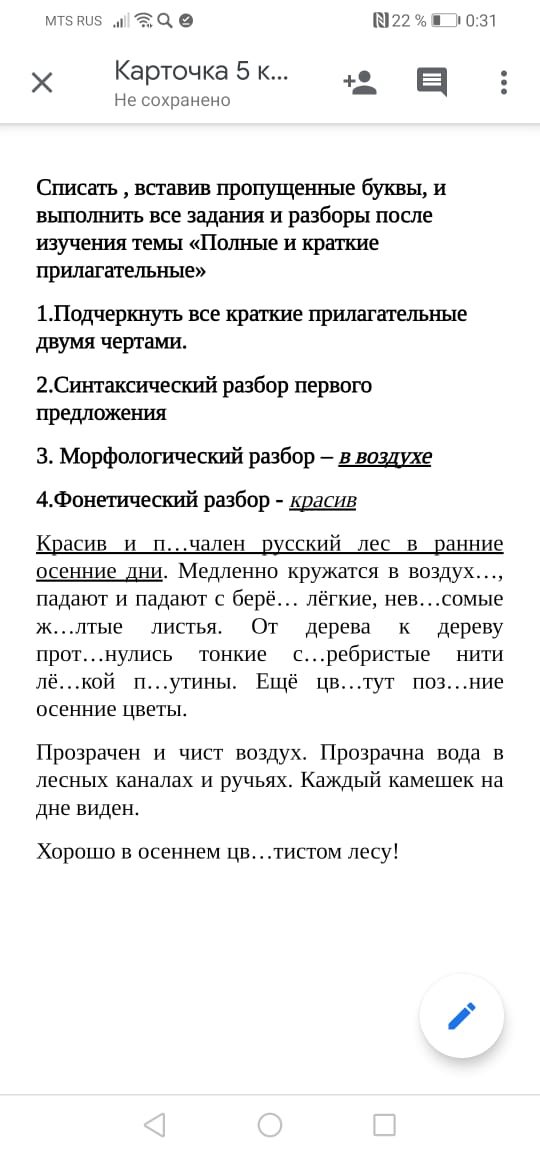 MTS RUS 22 % 0:31
Карточка 5 к...
Не сохранено
Списать , вставив пропущенные буквы, и
выполнить все задания и разборы после
изучения темы «Полные и краткие
прилагательные»
1.Подчеркнуть все краткие прилагательные
двумя чертами.
2.Синтаксический разбор первого
предложения
3. Морфологический разбор – в воздухе
4.Фонетический разбор - красив
Красив и п…чален русский лес в ранние
осенние дни. Медленно кружатся в воздух…,
падают и падают с берё… лёгкие, нев…сомые
ж…лтые листья. От дерева к дереву
прот…нулись тонкие с…ребристые нити
лё…кой п…утины. Ещё цв…тут поз…ние
осенние цветы.
Прозрачен и чист воздух. Прозрачна вода в
лесных каналах и ручьях. Каждый камешек на
дне виден.
Хорошо в осеннем цв…тистом лесу!